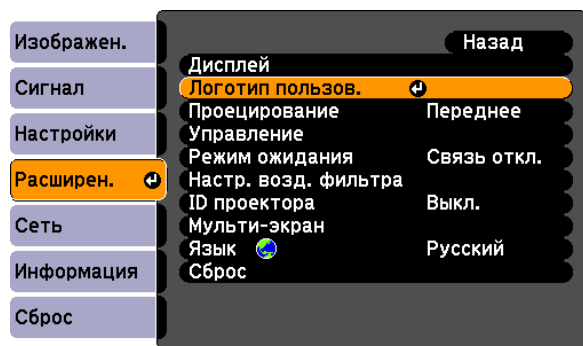 Изображен.
Сигнал
Настройки
Расширен.
Сеть
Информация
Сброс
Назад
Дисплей
Логотип пользов.
Проецирование Переднее
Управление
Режим ожидания Связь откл.
Настр. возд. фильтра
ID проектора Выкл.
Мульти-экран
Язык Русский
Сброс